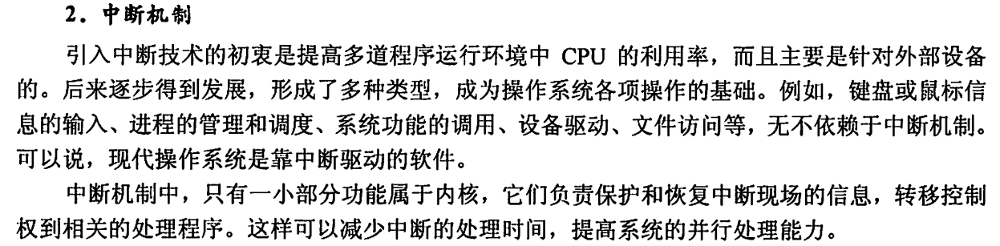 2．中断机制
引入中断技术的初衷是提高多道程序运行环境中 CPU 的利用率，而且主要是针对外部设备
的。后来逐步得到发展，形成了多种类型，成为操作系统各项操作的基础。例如，键盘或鼠标信
息的输入、进程的管理和调度、系统功能的调用、设备驱动、文件访问等，无不依赖于中断机制。
可以说，现代操作系统是靠中断驱动的软件。
中断机制中，只有一小部分功能属于内核，它们负责保护和恢复中断现场的信息，转移控制
权到相关的处理程序。这样可以减少中断的处理时间，提高系统的并行处理能力。